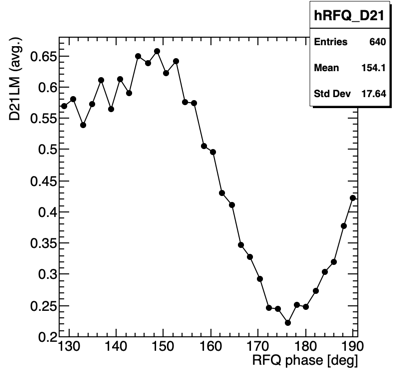 hRFQ_D21
Entries 640
Mean 154.1
Std Dev 17.64
D21LM (avg.)
0.65
0.6
0.55
0.5
0.45
0.4
0.35
0.3
0.25
0.2
130 140 150 160 170 180 190
RFQ phase [deg]